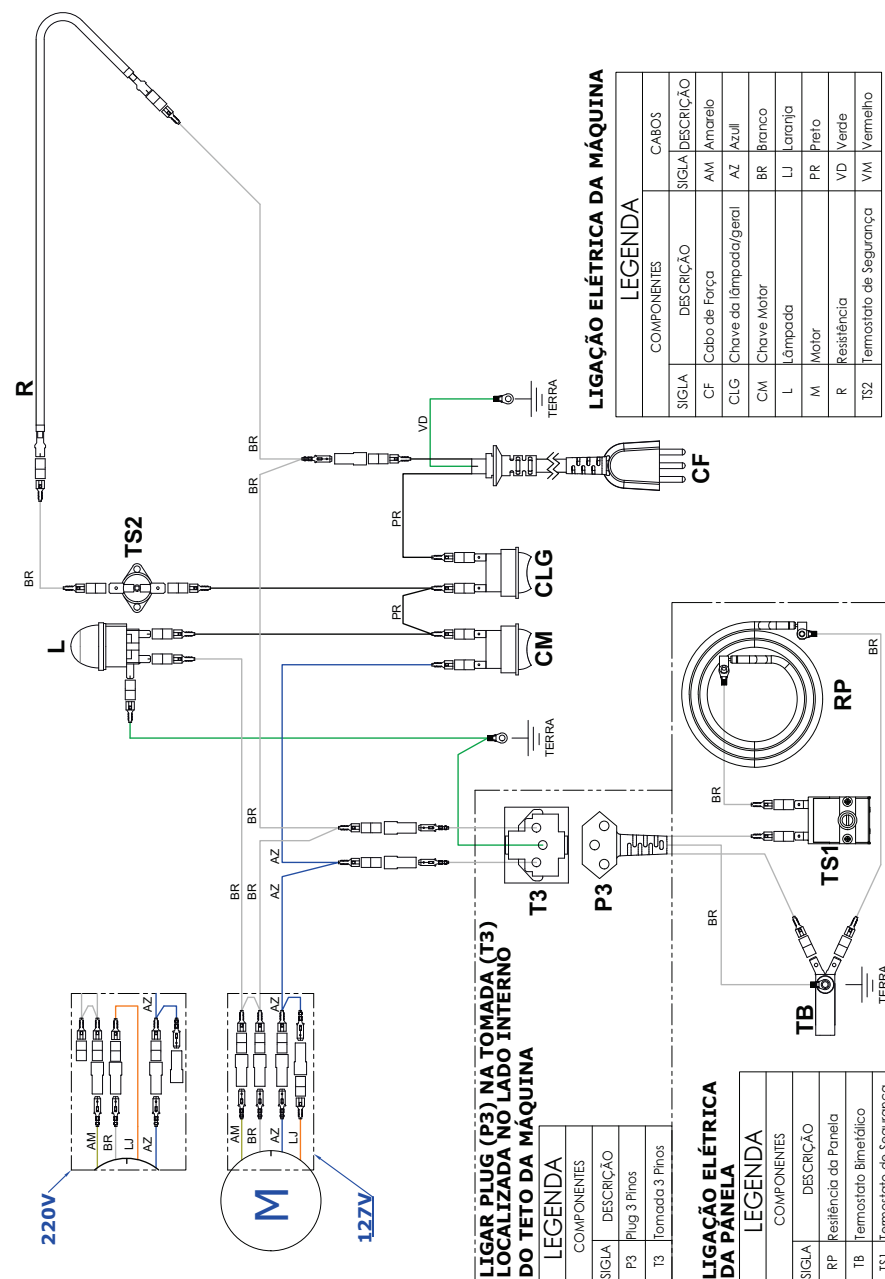 R
BR
TS2
L
BR
BR
PR
VD
TERRA
CF
CLG
PR
CM
TERRA
BR
AZ
BR
BR
AZ
220V
AM
BR
LJ
AZ
AZ
M
127V
AM
BR
AZ
LJ
AZ
LIGAÇÃO ELÉTRICA DA MÁQUINA
LEGENDA
COMPONENTES
CABOS
SIGLA DESCRIÇÃO SIGLA DESCRIÇÃO
CF Cabo de Força AM Amarelo
CLG Chave da lâmpada/geral AZ Azull
CM Chave Motor BR Branco
L Lâmpada LJ Laranja
M Motor PR Preto
R Resistência VD Verde
TS2 Termostato de Segurança VM Vermelho
T3
P3
LIGAR PLUG (P3) NA TOMADA (T3)
LOCALIZADA NO LADO INTERNO
DO TETO DA MÁQUINA
LEGENDA
COMPONENTES
SIGLA DESCRIÇÃO
P3 Plug 3 Pinos
T3 Tomada 3 Pinos
RP
BR
BR
TS1
BR
TB
TERRA
LIGAÇÃO ELÉTRICA
DA PANELA
LEGENDA
COMPONENTES
SIGLA DESCRIÇÃO
RP Resitência da Panela
TB Termostato Bimetálico
TS1 Termostato de Segurança